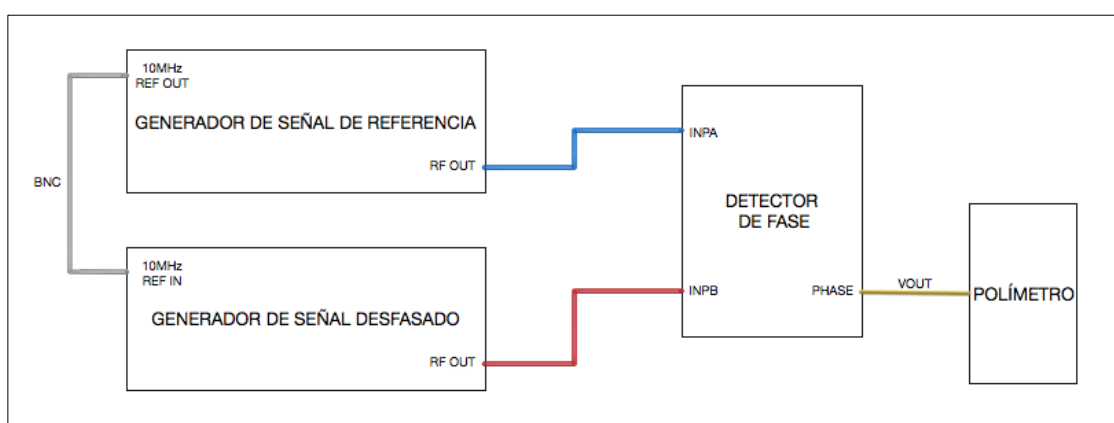 10MHz
REF OUT
GENERADOR DE SEÑAL DE REFERENCIA
RF OUT
BNC
10MHz
REF IN
GENERADOR DE SEÑAL DESFASADO
RF OUT
INPA
DETECTOR
DE FASE
INPB
PHASE
VOUT
POLÍMETRO